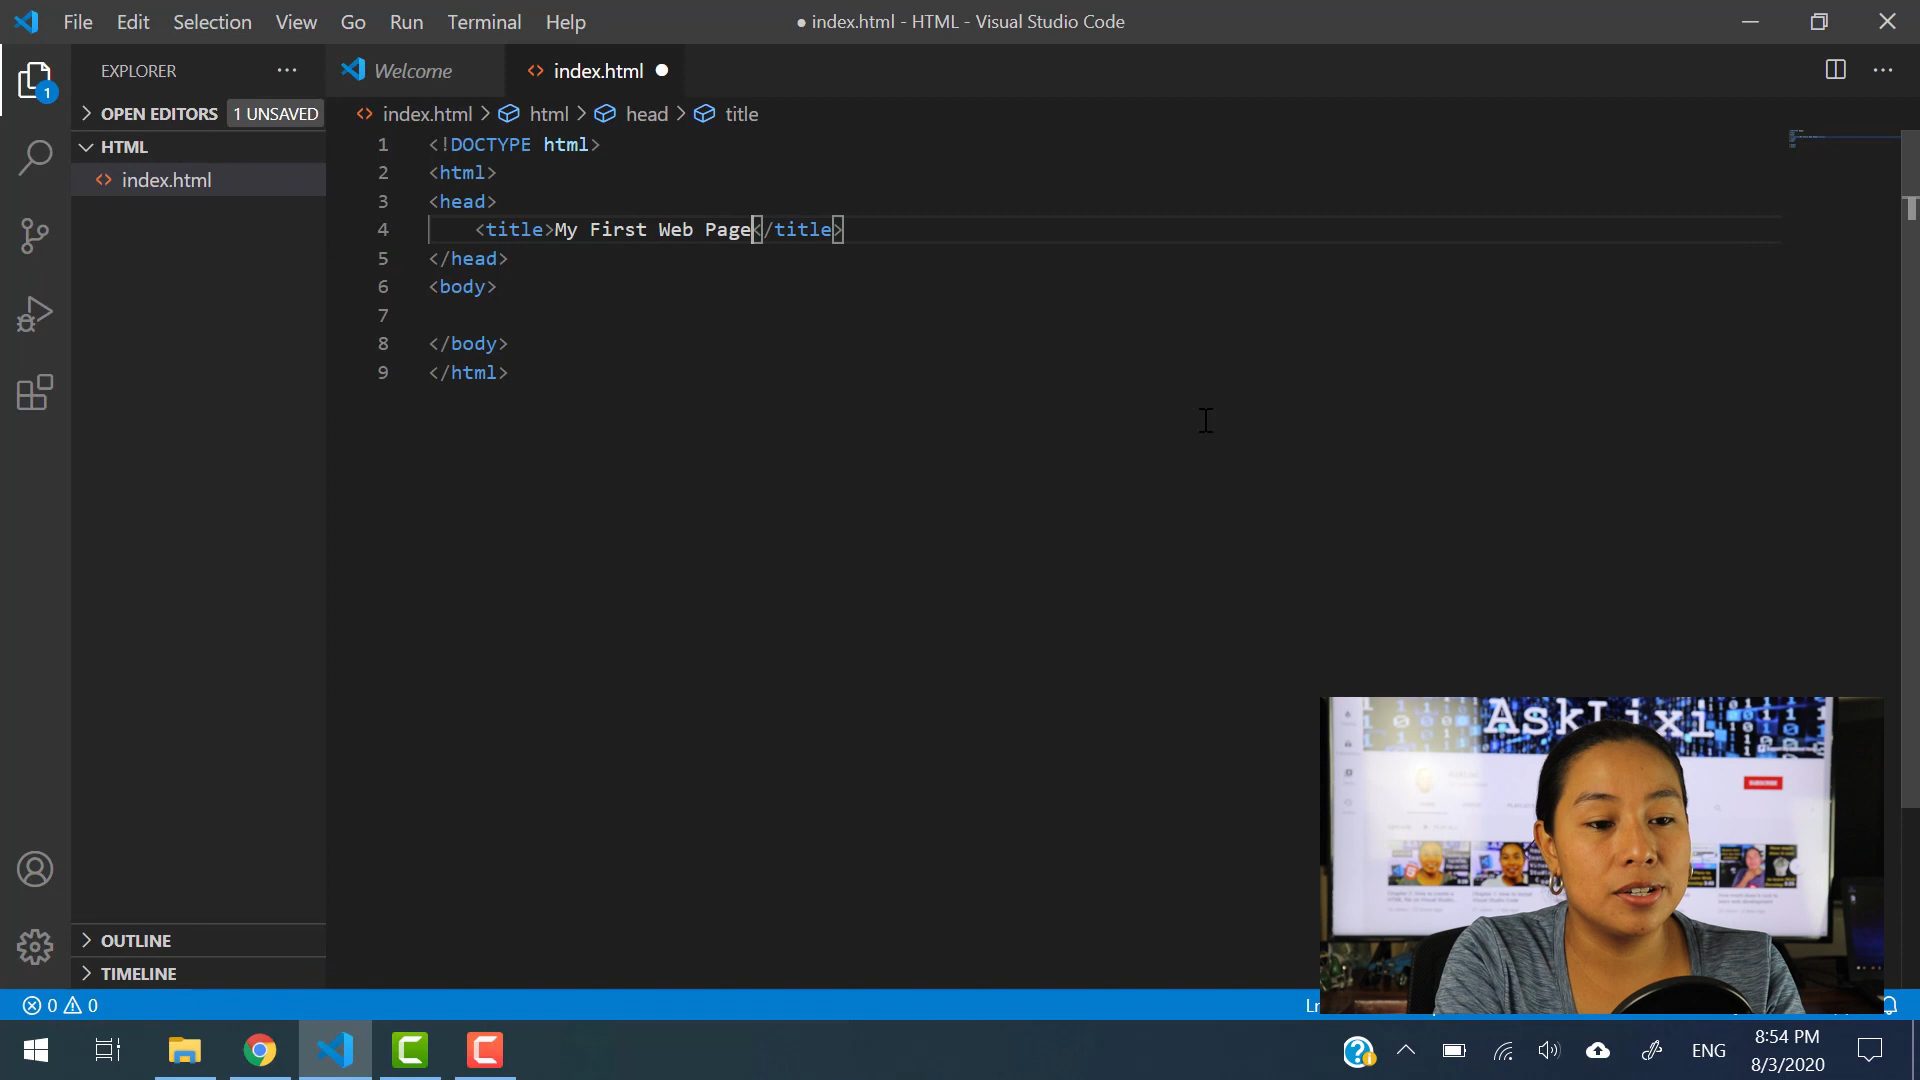 File Edit Selection View Go Run Terminal Help
● index.html - HTML - Visual Studio Code
EXPLORER
Welcome
index.html
1
OPEN EDITORS 1 UNSAVED
index.html > html > head > title
HTML
index.html
1 <!DOCTYPE html>
2 <html>
3 <head>
4 <title>My First Web Page</title>
5 </head>
6 <body>
7
8 </body>
9 </html>
AskLixi
SUBSCRIBE
OUTLINE
TIMELINE
0 0
Ln
ENG
8:54 PM
8/3/2020